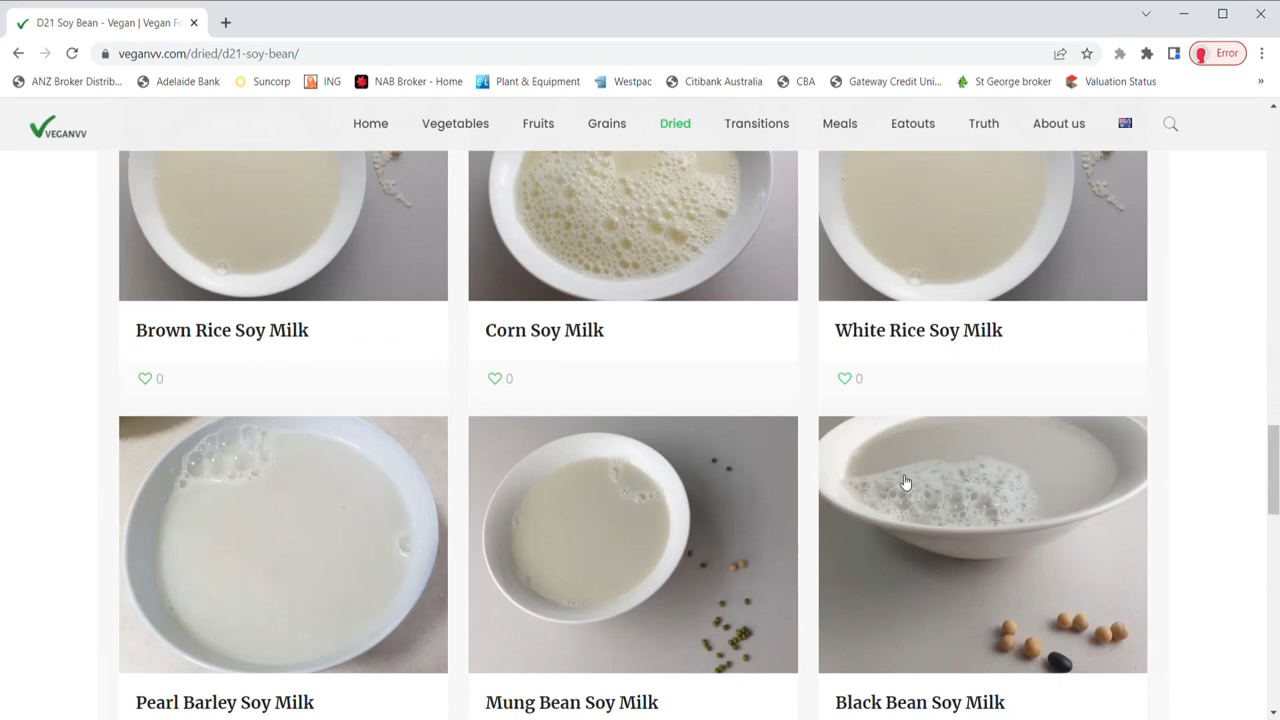 D21 Soy Bean - Vegan | Vegan F
veganvv.com/dried/d21-soy-bean/
Error
ANZ Broker Distrib... Adelaide Bank Suncorp ING NAB Broker - Home Plant & Equipment Westpac Citibank Australia CBA Gateway Credit Uni... St George broker Valuation Status »
VEGANVV Home Vegetables Fruits Grains Dried Transitions Meals Eatouts Truth About us
Brown Rice Soy Milk Corn Soy Milk White Rice Soy Milk
0 0 0
Pearl Barley Soy Milk Mung Bean Soy Milk Black Bean Soy Milk